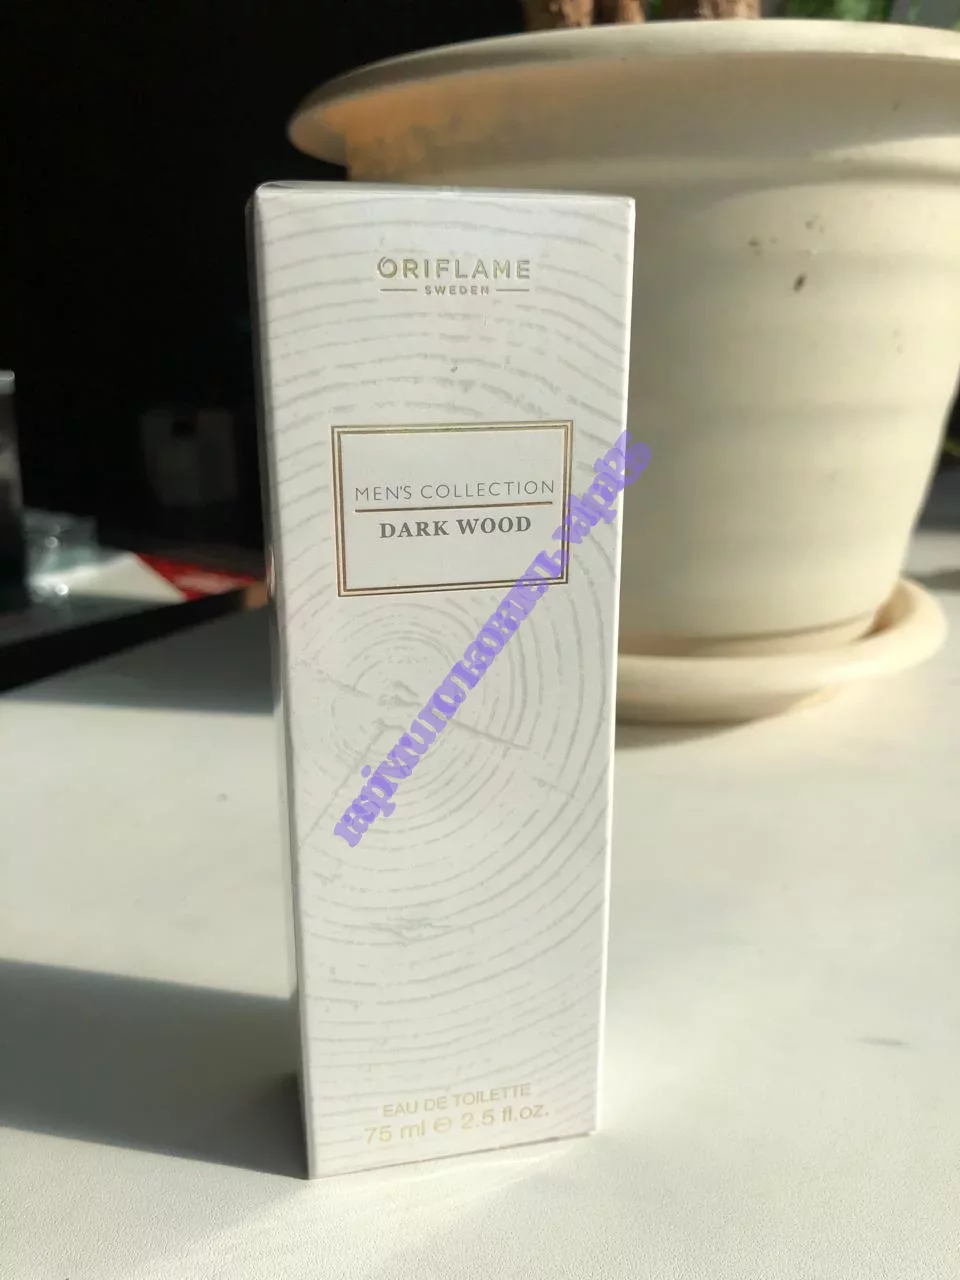 ORIFLAME
SWEDEN
MEN'S COLLECTION
DARK WOOD
EAU DE TOILETTE
75 ml ℮ 2.5 fl.oz.